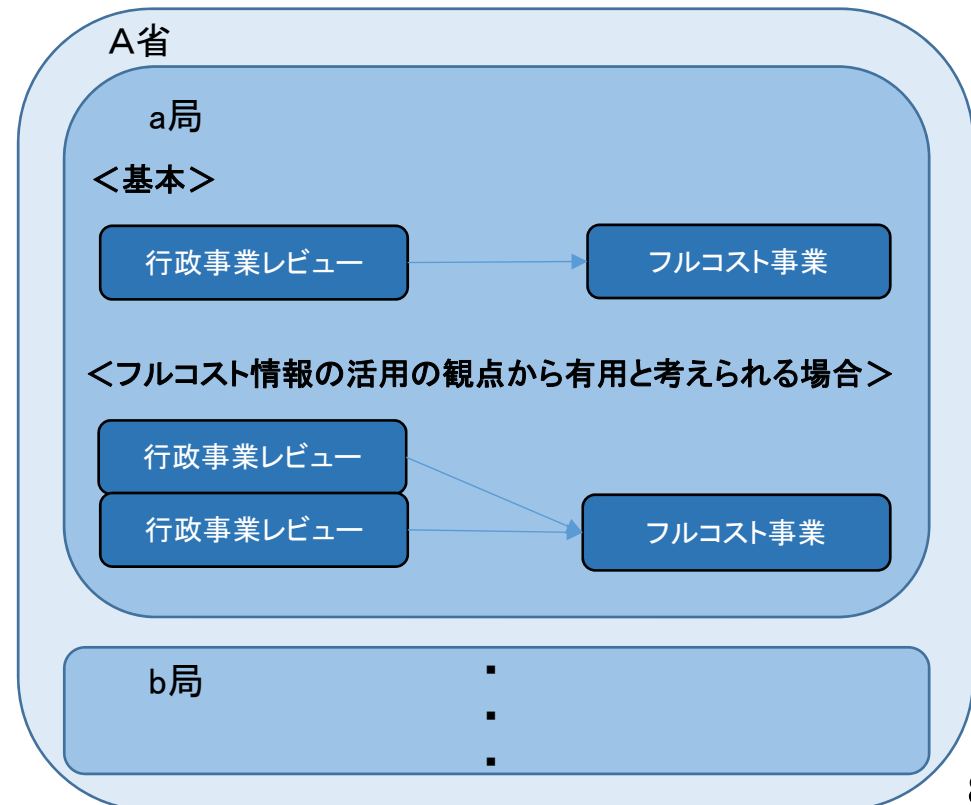 A省
a局
＜基本＞
行政事業レビュー
フルコスト事業
＜フルコスト情報の活用の観点から有用と考えられる場合＞
行政事業レビュー
行政事業レビュー
フルコスト事業
b局